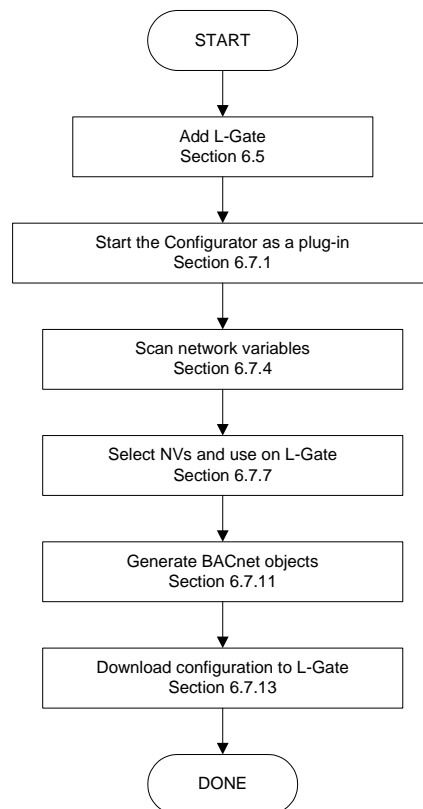 START
Add L-Gate
Section 6.5
Start the Configurator as a plug-in
Section 6.7.1
Scan network variables
Section 6.7.4
Select NVs and use on L-Gate
Section 6.7.7
Generate BACnet objects
Section 6.7.11
Download configuration to L-Gate
Section 6.7.13
DONE